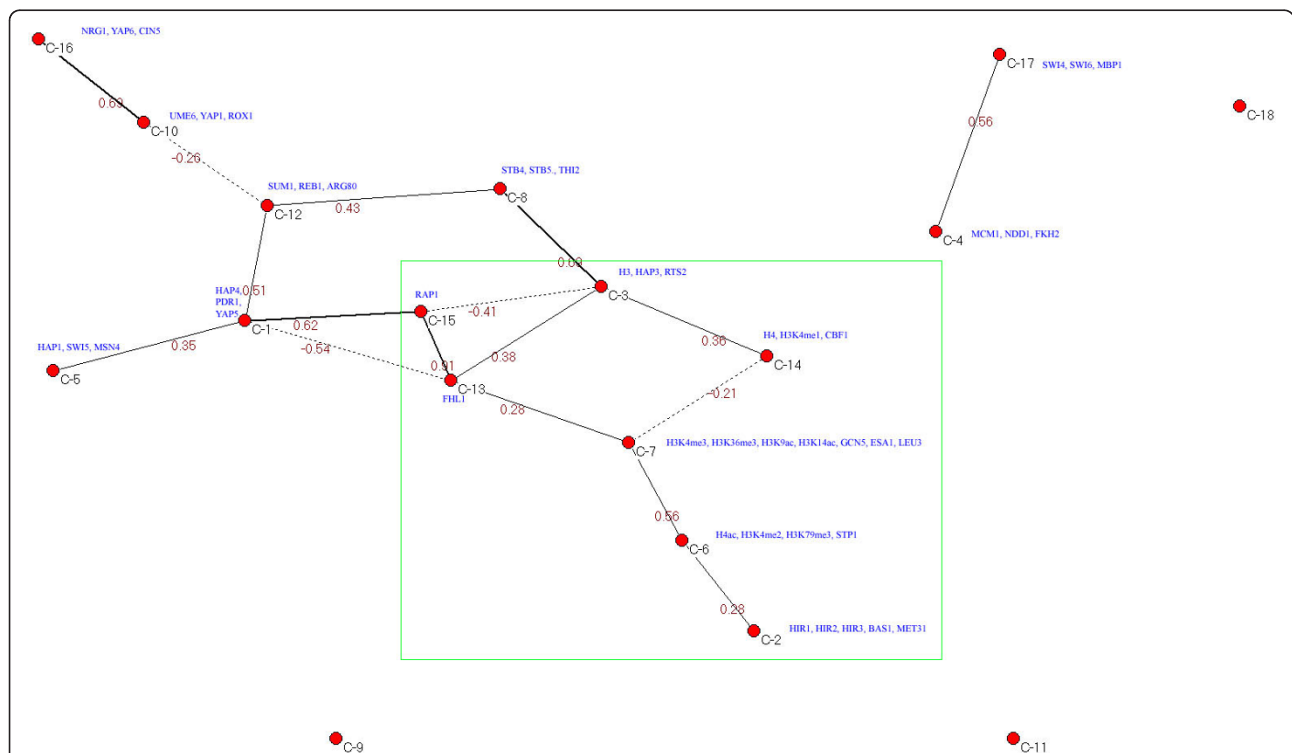 NRG1, YAP6, CIN5
C-16
0.69
UME6, YAP1, ROX1
C-10
-0.26
SUM1, REB1, ARG80
C-12
0.43
STB4, STB5., THI2
C-8
C-17
SWI4, SWI6, MBP1
0.56
C-18
C-4
MCM1, NDD1, FKH2
H3, HAP3, RTS2
C-3
HAP4,
PDR1,
YAP5
0.51
C-1
0.62
RAP1
C-15
-0.41
-0.54
0.38
0.36
H4, H3K4me1, CBF1
C-14
HAP1, SWI5, MSN4
0.35
C-5
0.91
C-13
FHL1
0.28
-0.21
C-7
H3K4me3, H3K36me3, H3K9ac, H3K14ac, GCN5, ESA1, LEU3
0.56
C-6
H4ac, H3K4me2, H3K79me3, STP1
0.28
C-2
HIR1, HIR2, HIR3, BAS1, MET31
C-9
C-11